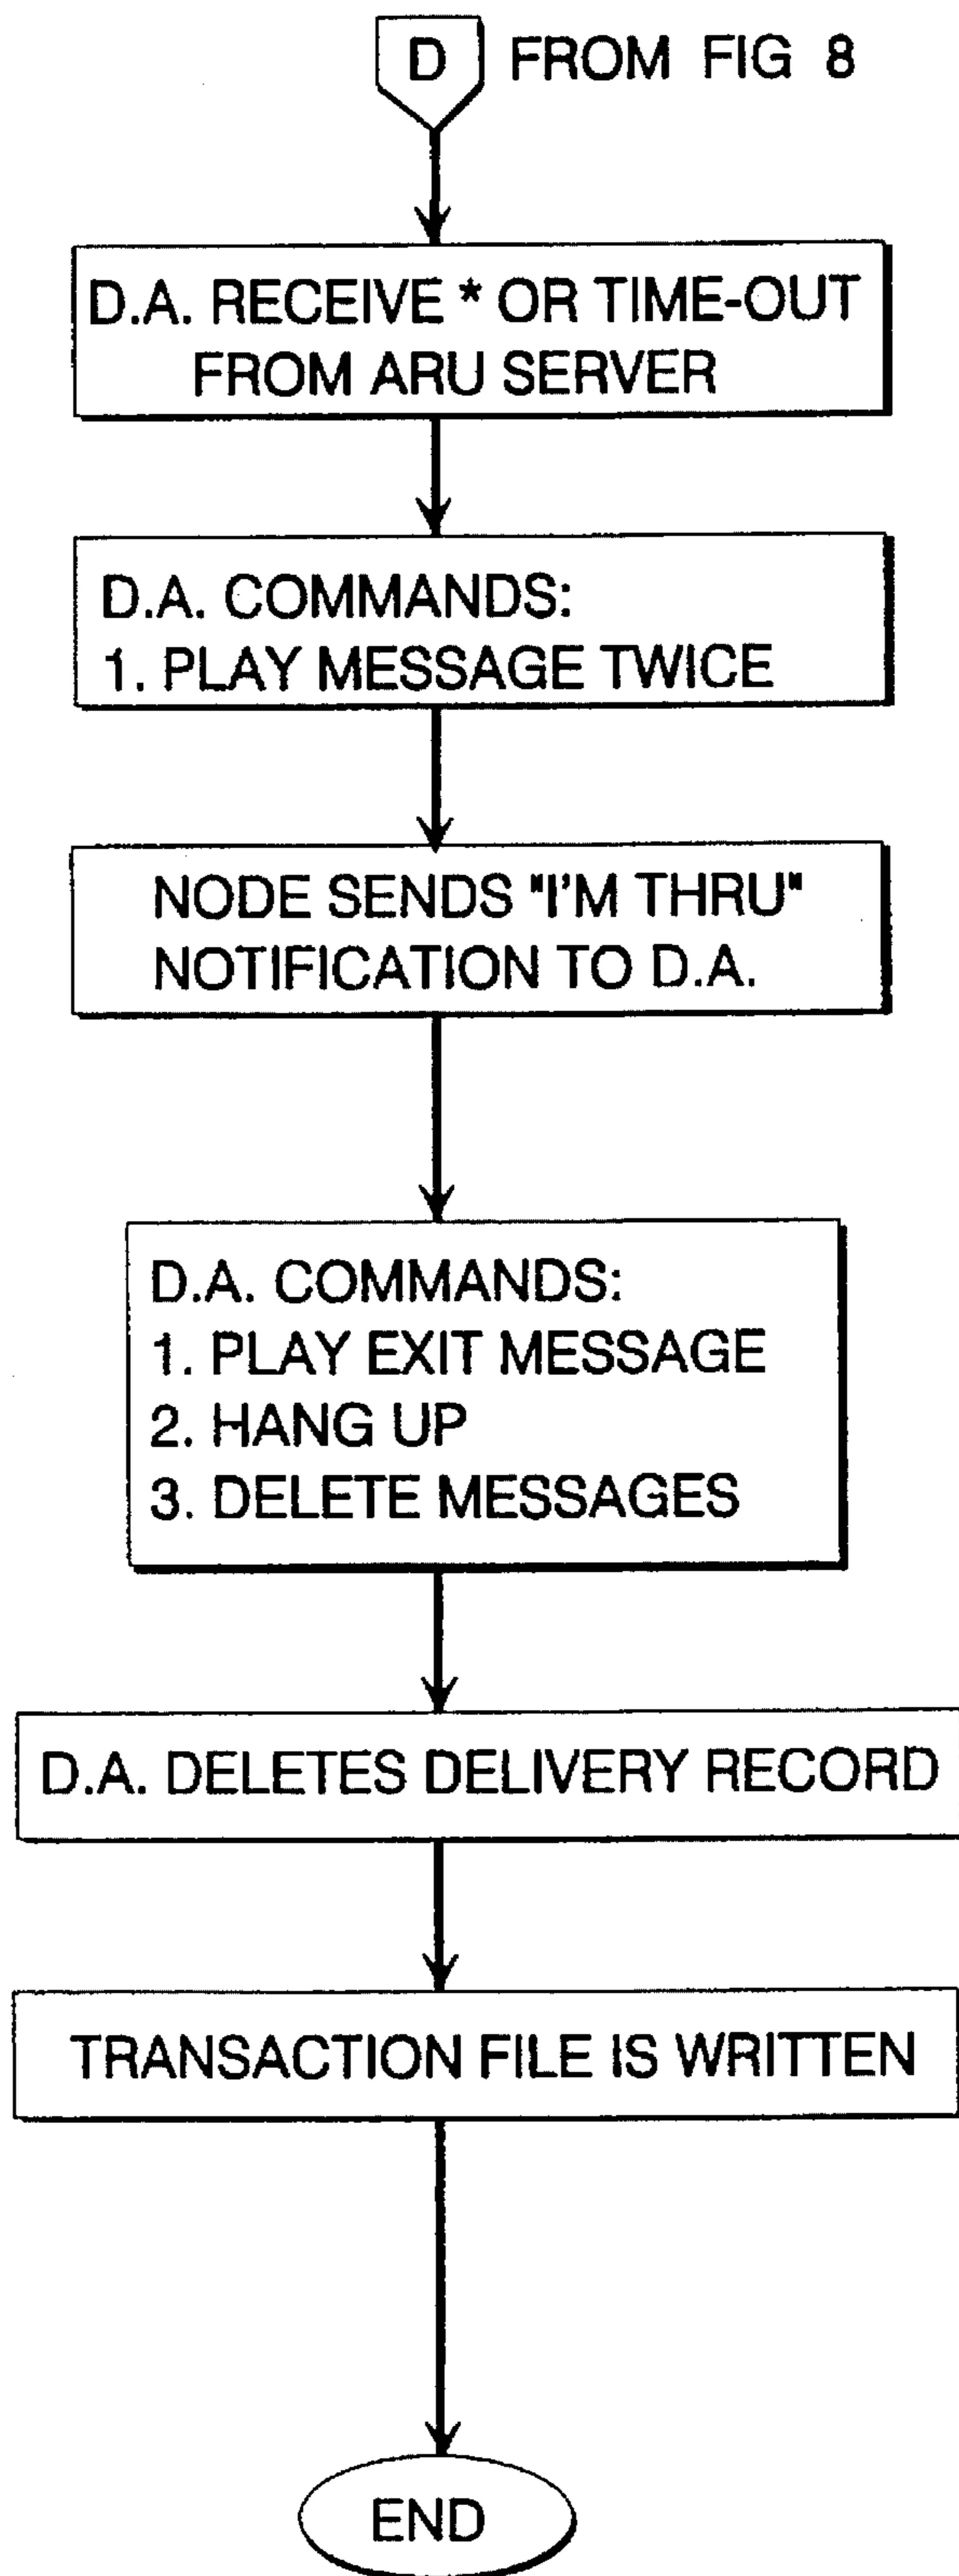 D FROM FIG 8
D.A. RECEIVE * OR TIME-OUT
FROM ARU SERVER
D.A. COMMANDS:
1. PLAY MESSAGE TWICE
NODE SENDS "I'M THRU"
NOTIFICATION TO D.A.
D.A. COMMANDS:
1. PLAY EXIT MESSAGE
2. HANG UP
3. DELETE MESSAGES
D.A. DELETES DELIVERY RECORD
TRANSACTION FILE IS WRITTEN
END